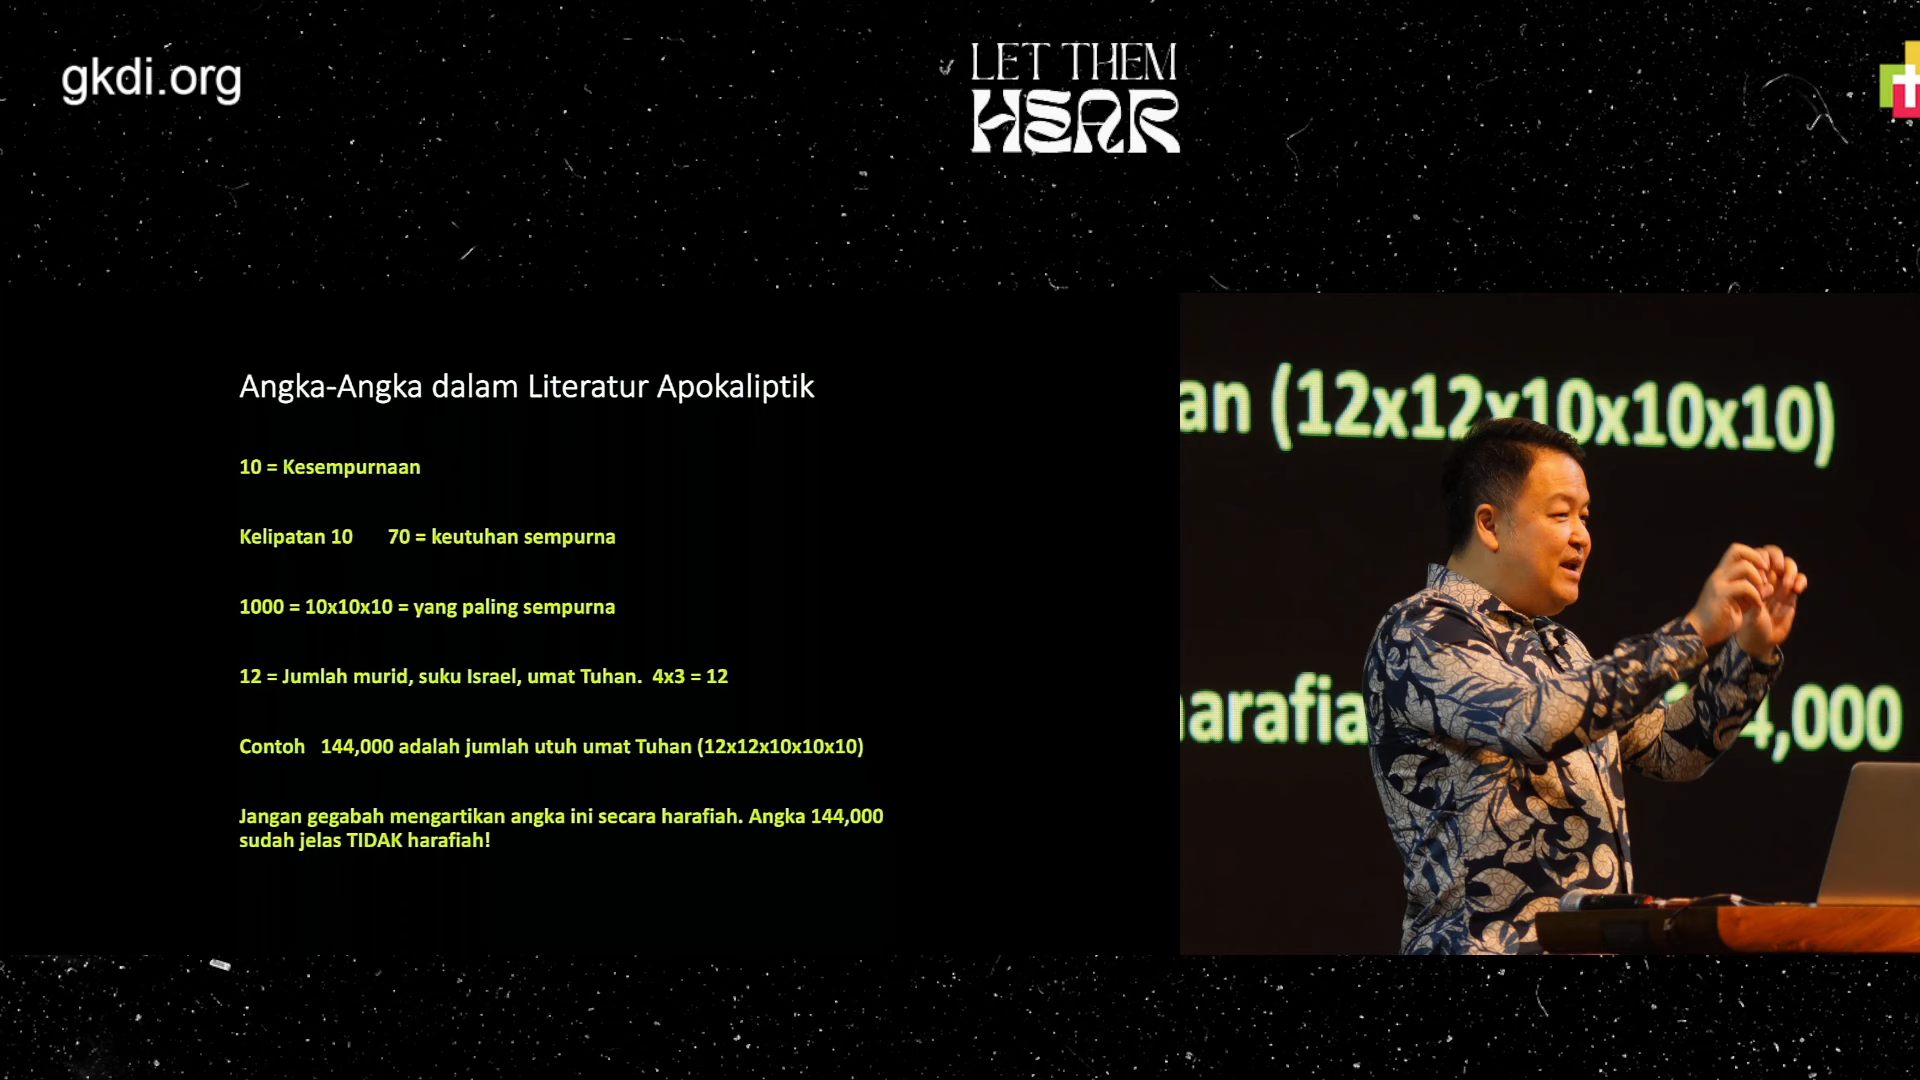 gkdi.org
LET THEM
HEAR
Angka-Angka dalam Literatur Apokaliptik
10 = Kesempurnaan
Kelipatan 10 70 = keutuhan sempurna
1000 = 10x10x10 = yang paling sempurna
12 = Jumlah murid, suku Israel, umat Tuhan. 4x3 = 12
Contoh 144,000 adalah jumlah utuh umat Tuhan (12x12x10x10x10)
Jangan gegabah mengartikan angka ini secara harafiah. Angka 144,000
sudah jelas TIDAK harafiah!
an (12x12x10x10x10)
arafia 4,000